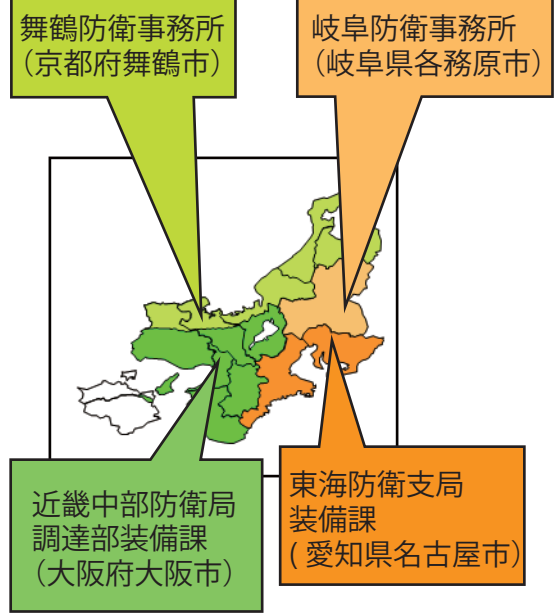 舞鶴防衛事務所
（京都府舞鶴市）
岐阜防衛事務所
（岐阜県各務原市）
近畿中部防衛局
調達部装備課
（大阪府大阪市）
東海防衛支局
装備課
( 愛知県名古屋市）